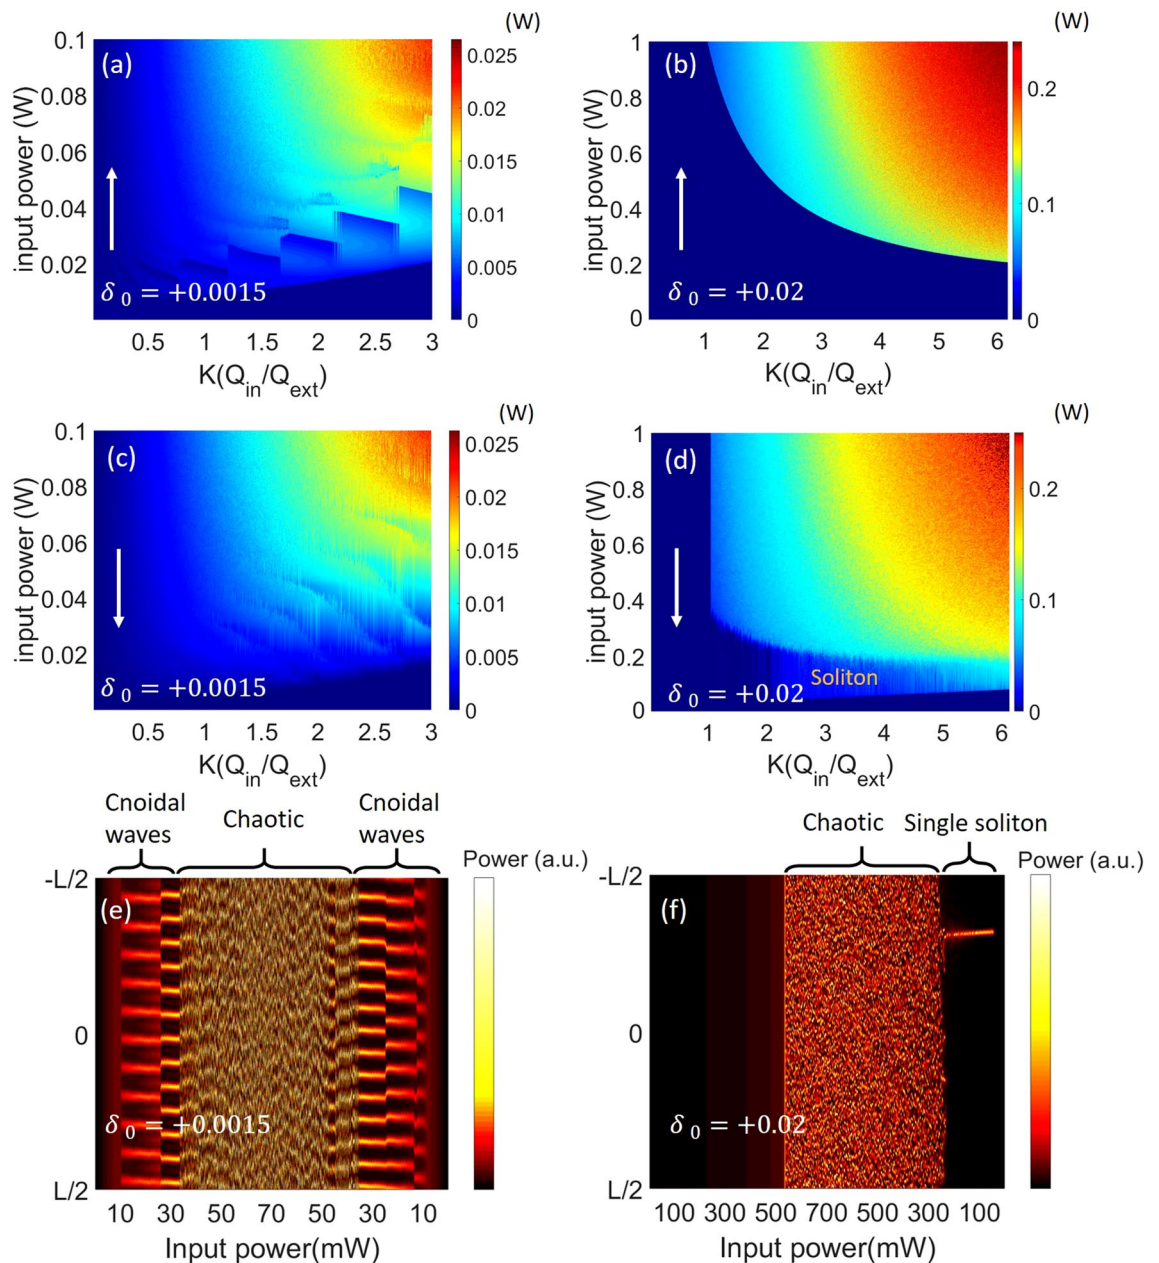 (W)
(a)
0.1
0.08
0.06
0.04
0.02
input power (W)
δ 0 = +0.0015
0.5 1 1.5 2 2.5 3
K(Qin/Qext)
0.025
0.02
0.015
0.01
0.005
0
(W)
(b)
1
0.8
0.6
0.4
0.2
0
input power (W)
δ 0 = +0.02
1 2 3 4 5 6
K(Qin/Qext)
0.2
0.1
0
(W)
(c)
0.1
0.08
0.06
0.04
0.02
input power (W)
δ 0 = +0.0015
0.5 1 1.5 2 2.5 3
K(Qin/Qext)
0.025
0.02
0.015
0.01
0.005
0
(W)
(d)
1
0.8
0.6
0.4
0.2
0
input power (W)
Soliton
δ 0 = +0.02
1 2 3 4 5 6
K(Qin/Qext)
0.2
0.1
0
Cnoidal
waves
Chaotic
Cnoidal
waves
Power (a.u.)
(e)
-L/2
0
L/2
δ 0 = +0.0015
10 30 50 70 50 30 10
Input power(mW)
Chaotic
Single soliton
Power (a.u.)
(f)
-L/2
0
L/2
δ 0 = +0.02
100 300 500 700 500 300 100
Input power(mW)